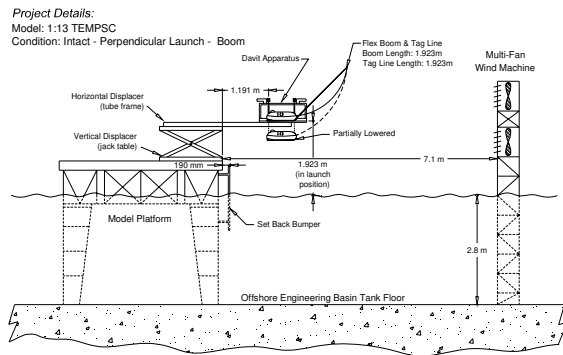 Project Details:
Model: 1:13 TEMPSC
Condition: Intact - Perpendicular Launch - Boom
Flex Boom & Tag Line
Boom Length: 1.923m
Tag Line Length: 1.923m
Davit Apparatus
Multi-Fan
Wind Machine
1.191 m
Horizontal Displacer
(tube frame)
Partially Lowered
Vertical Displacer
(jack table)
190 mm
1.923 m
(in launch
position)
7.1 m
Model Platform
Set Back Bumper
2.8 m
Offshore Engineering Basin Tank Floor